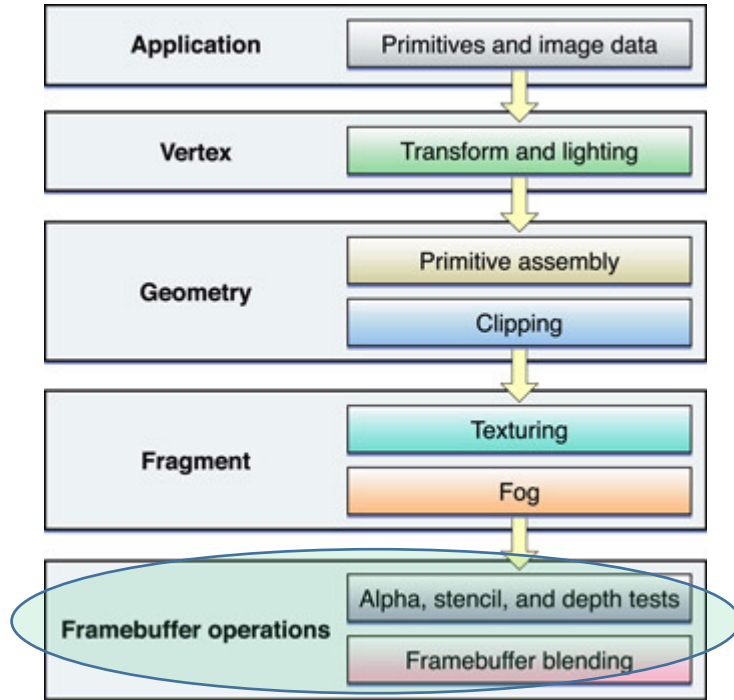 Application
Primitives and image data
Vertex
Transform and lighting
Geometry
Primitive assembly
Clipping
Fragment
Texturing
Fog
Framebuffer operations
Alpha, stencil, and depth tests
Framebuffer blending